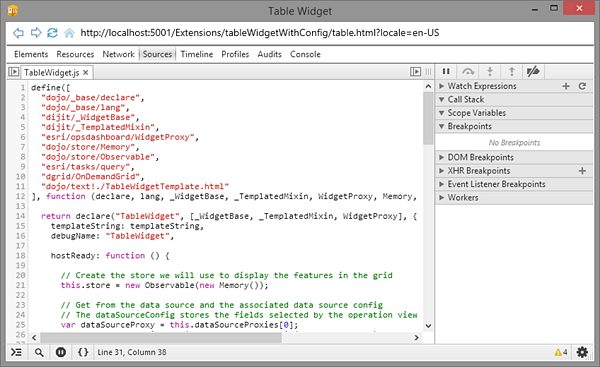 Table Widget
http://localhost:5001/Extensions/tableWidgetWithConfig/table.html?locale=en-US
Elements Resources Network Sources Timeline Profiles Audits Console
TableWidget.js ×
1 define([
2 "dojo/_base/declare",
3 "dojo/_base/lang",
4 "dijit/_WidgetBase",
5 "dijit/_TemplatedMixin",
6 "esri/opsdashboard/WidgetProxy",
7 "dojo/store/Memory",
8 "dojo/store/Observable",
9 "esri/tasks/query",
10 "dgrid/OnDemandGrid",
11 "dojo/text!./TableWidgetTemplate.html"
12 ], function (declare, lang, _WidgetBase, _TemplatedMixin, WidgetProxy, Memory,
13
14 return declare("TableWidget", [_WidgetBase, _TemplatedMixin, WidgetProxy], {
15 templateString: templateString,
16 debugName: "TableWidget",
17
18 hostReady: function () {
19
20 // Create the store we will use to display the features in the grid
21 this.store = new Observable(new Memory());
22
23 // Get from the data source and the associated data source config
24 // The dataSourceConfig stores the fields selected by the operation view
25 var dataSourceProxy = this.dataSourceProxies[0];
26
Watch Expressions
Call Stack
Scope Variables
Breakpoints
No Breakpoints
DOM Breakpoints
XHR Breakpoints
Event Listener Breakpoints
Workers
{ } Line 31, Column 38
4